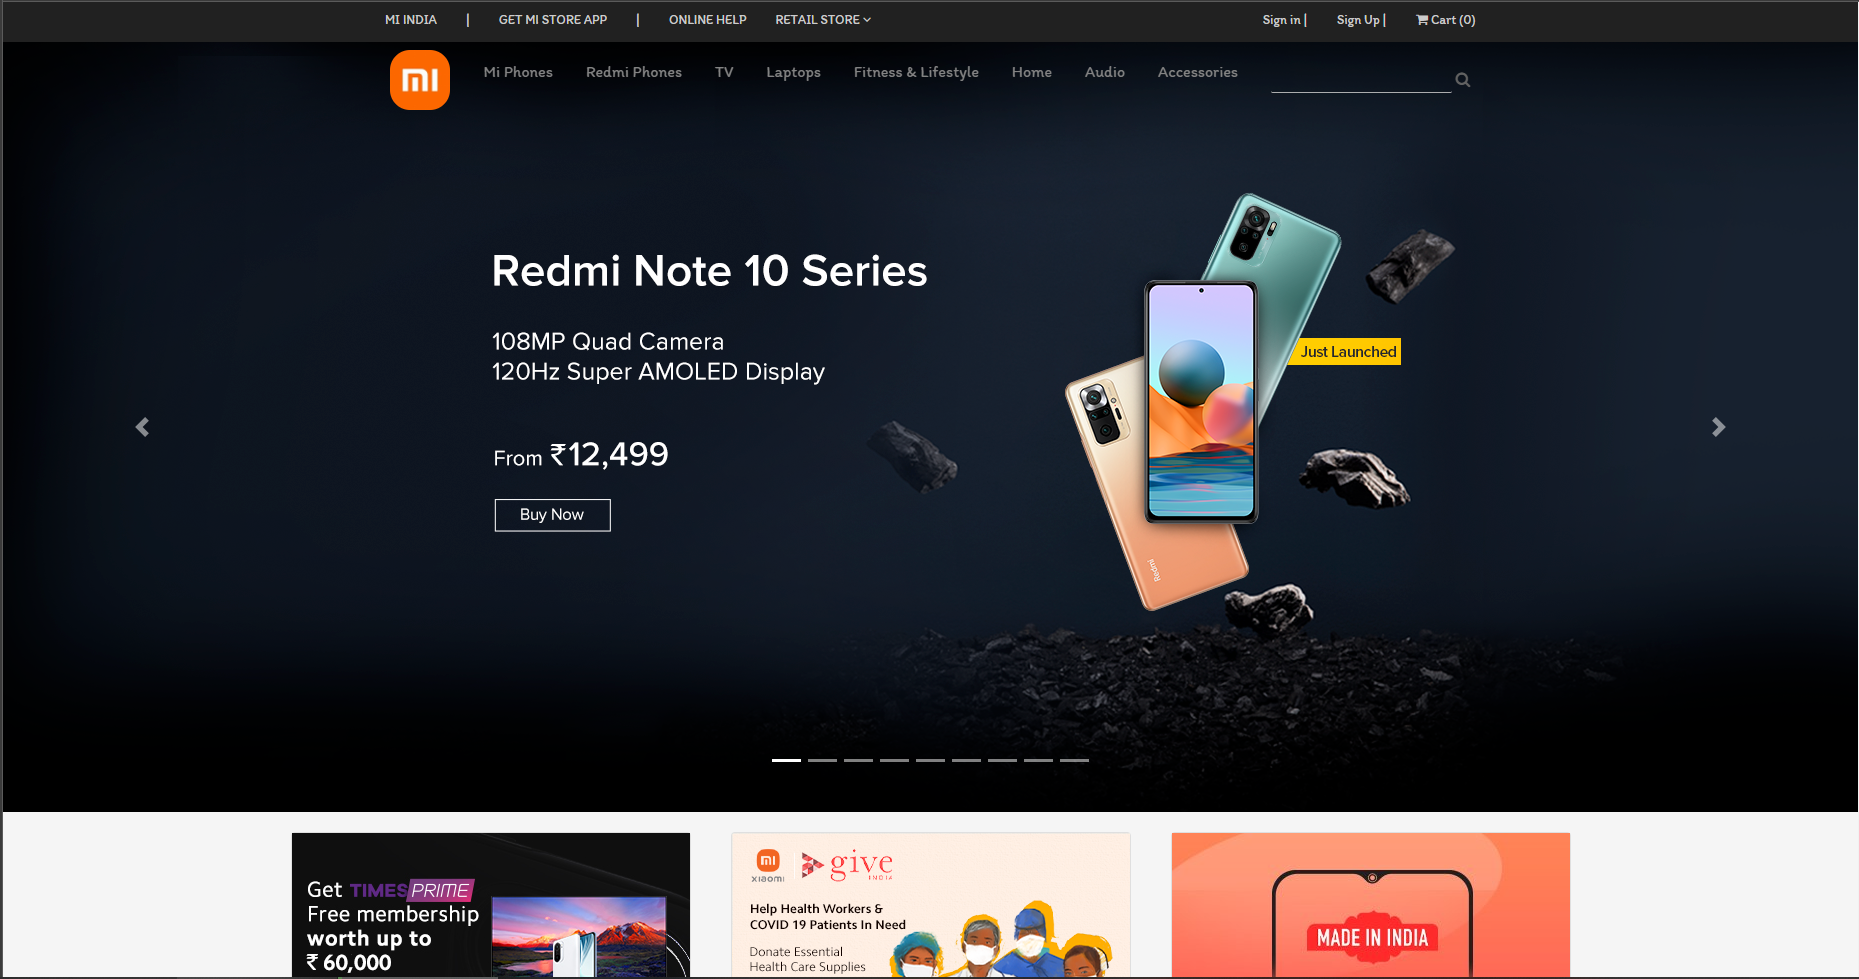 MI INDIA | GET MI STORE APP | ONLINE HELP RETAIL STORE Sign in | Sign Up | Cart (0)
mi Mi Phones Redmi Phones TV Laptops Fitness & Lifestyle Home Audio Accessories
Redmi Note 10 Series
108MP Quad Camera
120Hz Super AMOLED Display
Just Launched
From ₹12,499
Buy Now
Redmi
Get TIMES PRIME
Free membership
worth up to
₹ 60,000
mi
xiaomi
give
INDIA
Help Health Workers &
COVID 19 Patients In Need
Donate Essential
Health Care Supplies
MADE IN INDIA